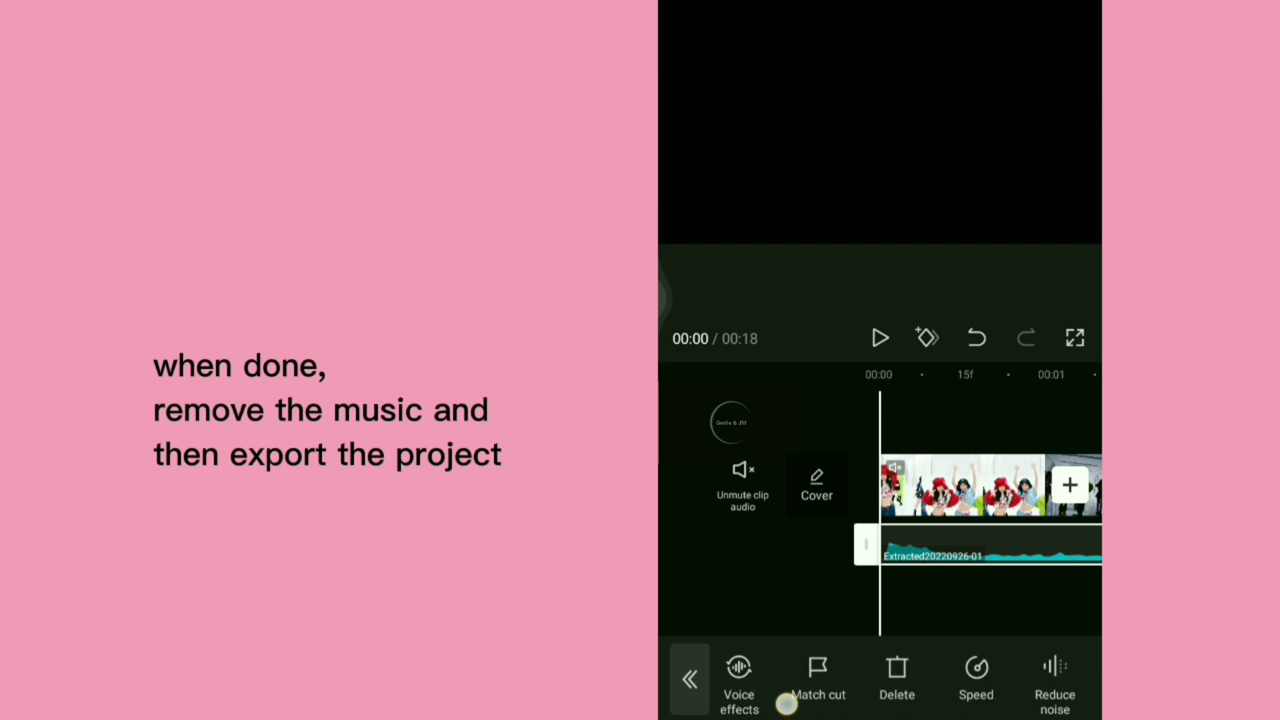 when done,
remove the music and
then export the project
00:00 / 00:18
00:00
15f
00:01
Unmute clip
audio
Cover
Extracted20220926-01
Voice
effects
Match cut
Delete
Speed
Reduce
noise